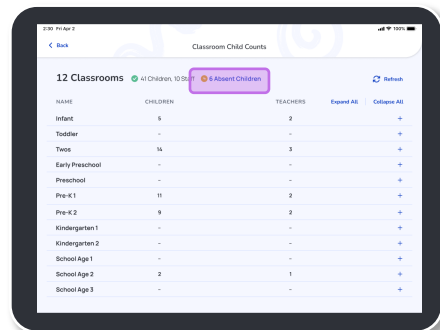 2:30 Fri Apr 2 100%
Back Classroom Child Counts
12 Classrooms 41 Children, 10 Staff 6 Absent Children Refresh
NAME CHILDREN TEACHERS Expand All Collapse All
Infant 5 2 +
Toddler - - +
Twos 14 3 +
Early Preschool - - +
Preschool - - +
Pre-K 1 11 2 +
Pre-K 2 9 2 +
Kindergarten 1 - - +
Kindergarten 2 - - +
School Age 1 - - +
School Age 2 2 1 +
School Age 3 - - +